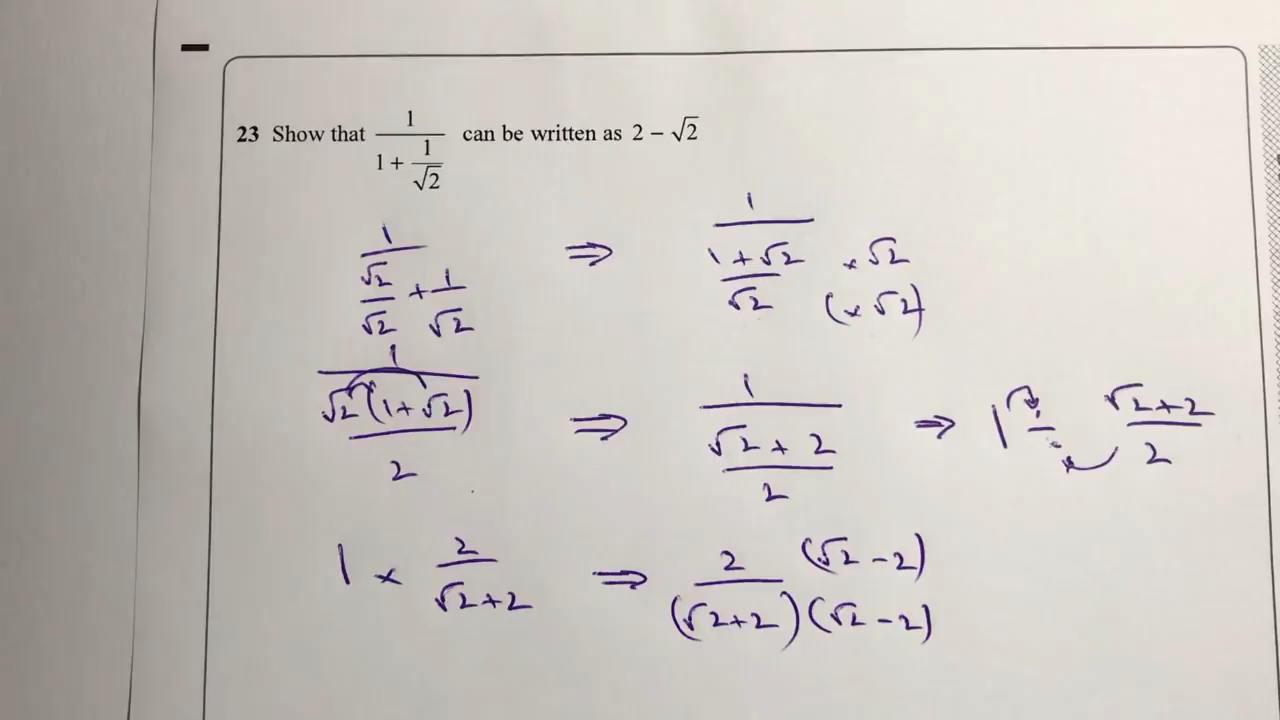 23 Show that 1/(1 + 1/√2) can be written as 2 − √2
1/(√2/√2 + 1/√2) ⇒ 1/((1+√2)/√2) ×√2 (×√2)
1/(√2(1+√2)/2) ⇒ 1/((√2+2)/2) ⇒ 1 ÷ (√2+2)/2
1 × 2/(√2+2) ⇒ 2(√2−2)/((√2+2)(√2−2))